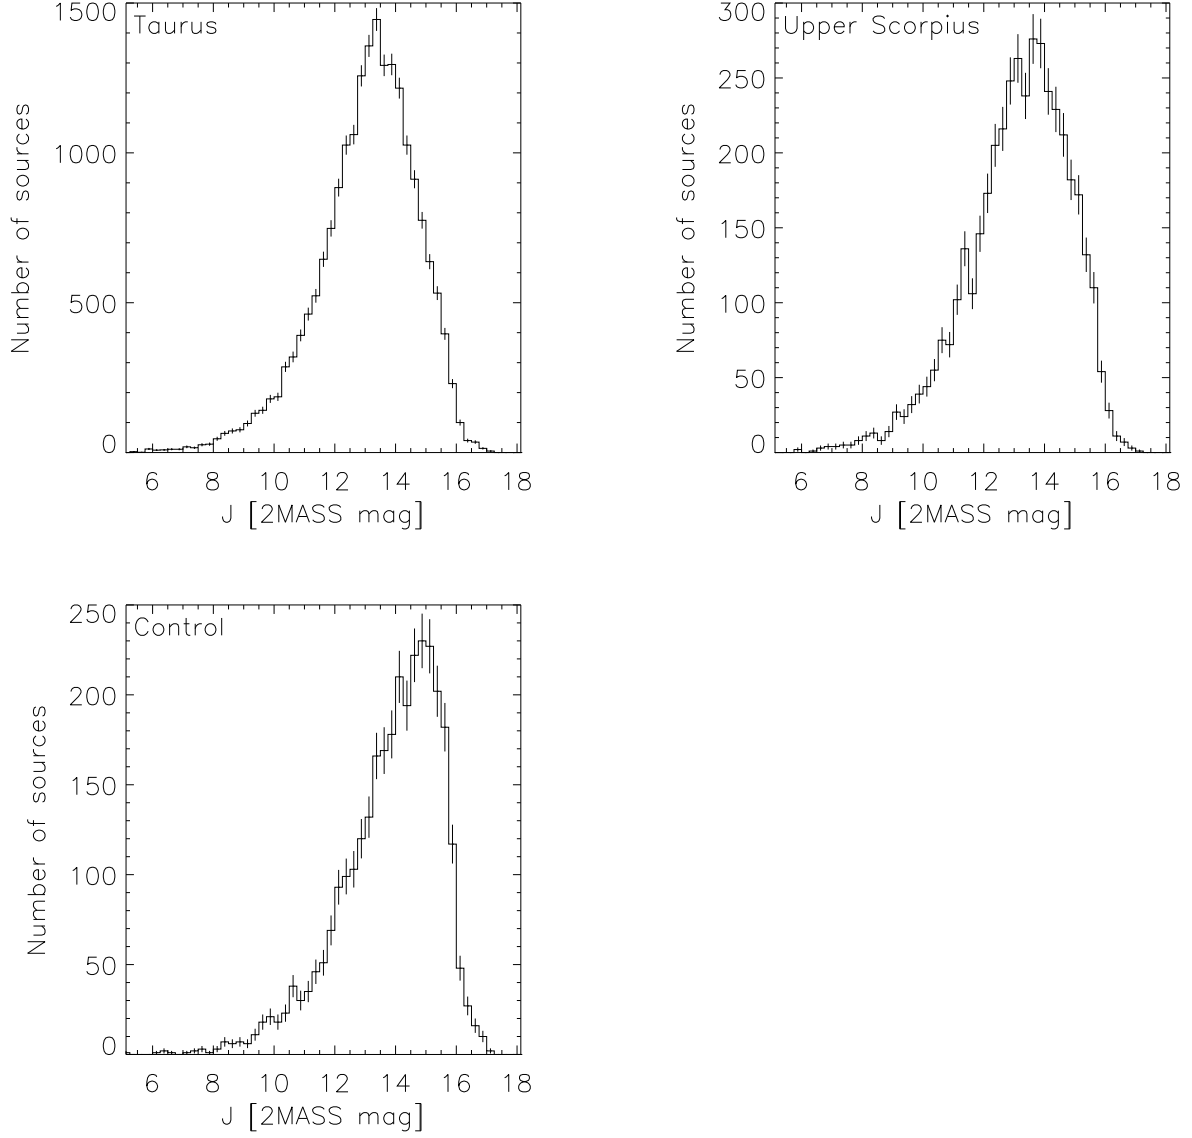 Taurus
1500
1000
500
0
Number of sources
6 8 10 12 14 16 18
J [2MASS mag]
Upper Scorpius
300
250
200
150
100
50
0
Number of sources
6 8 10 12 14 16 18
J [2MASS mag]
Control
250
200
150
100
50
0
Number of sources
6 8 10 12 14 16 18
J [2MASS mag]